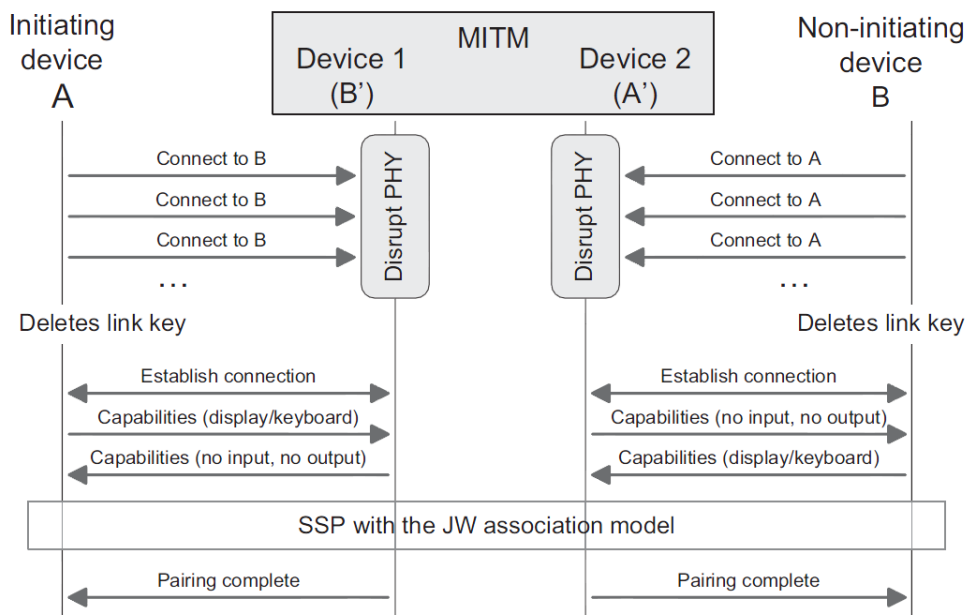 Initiating
device
A
MITM
Device 1
(B’)
Device 2
(A’)
Non-initiating
device
B
Connect to B
Connect to B
Connect to B
...
Disrupt PHY
Disrupt PHY
Connect to A
Connect to A
Connect to A
...
Deletes link key
Deletes link key
Establish connection
Establish connection
Capabilities (display/keyboard)
Capabilities (no input, no output)
Capabilities (no input, no output)
Capabilities (display/keyboard)
SSP with the JW association model
Pairing complete
Pairing complete